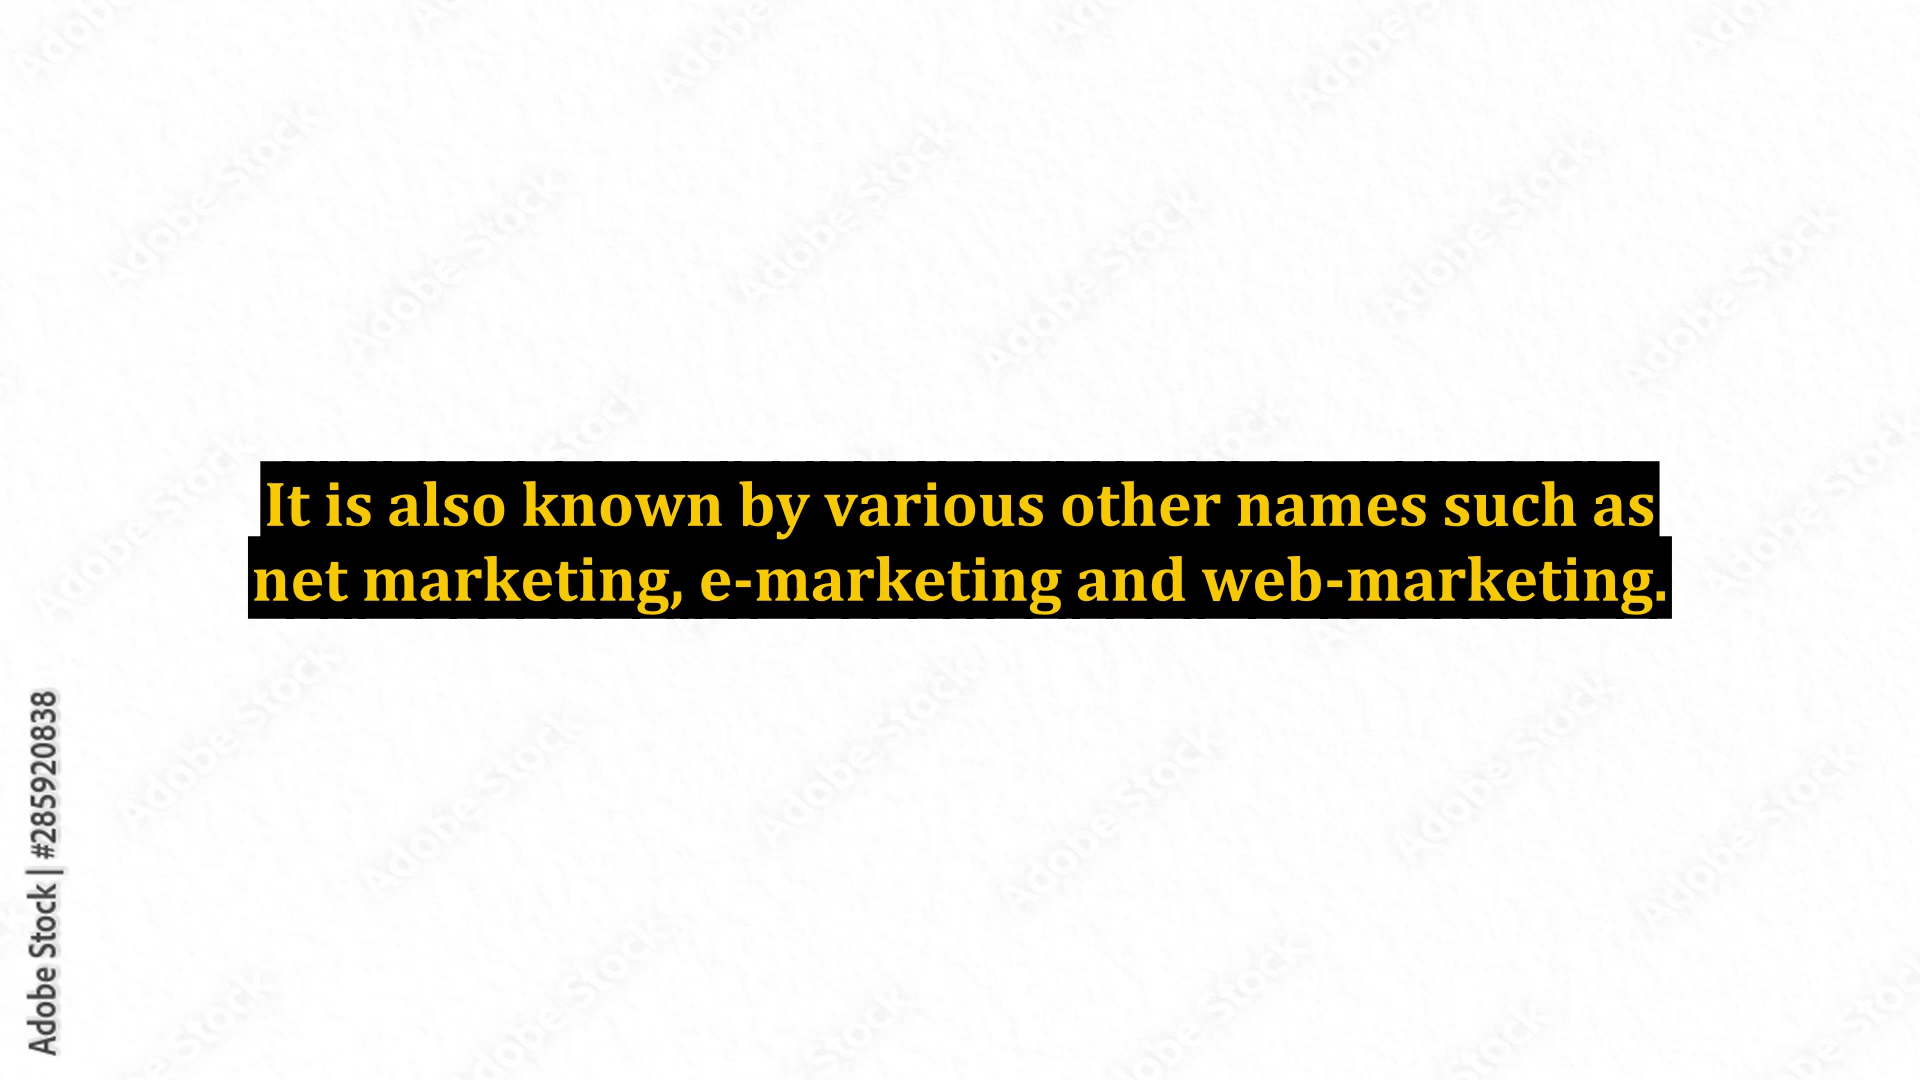 It is also known by various other names such as
net marketing, e-marketing and web-marketing.
Adobe Stock | #285920838